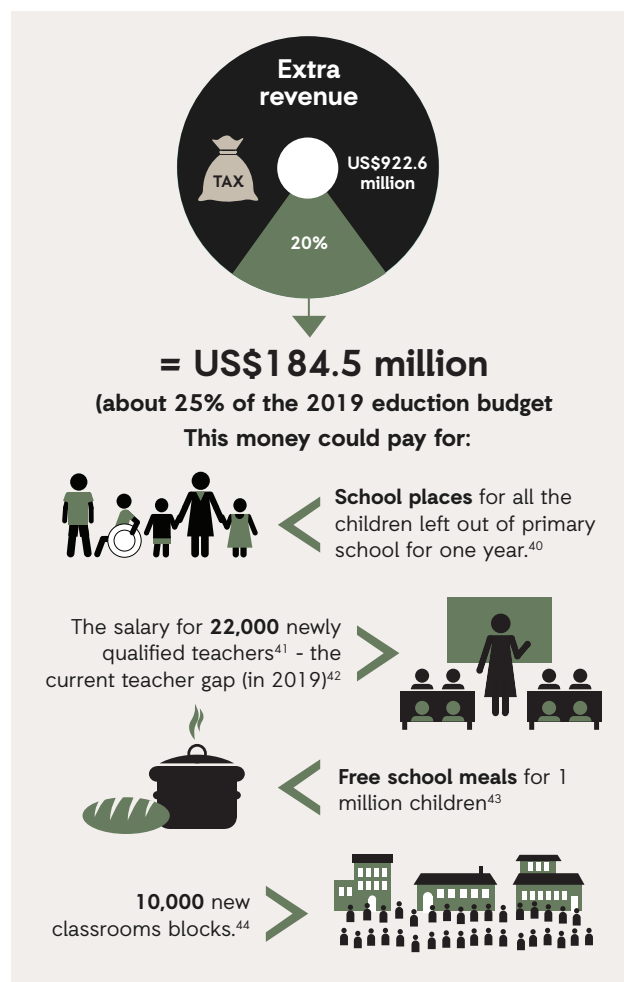 Extra
revenue
TAX
US$922.6
million
20%
= US$184.5 million
(about 25% of the 2019 eduction budget
This money could pay for:
School places for all the
children left out of primary
school for one year.⁴⁰
The salary for 22,000 newly
qualified teachers⁴¹ - the
current teacher gap (in 2019)⁴²
Free school meals for 1
million children⁴³
10,000 new
classrooms blocks.⁴⁴